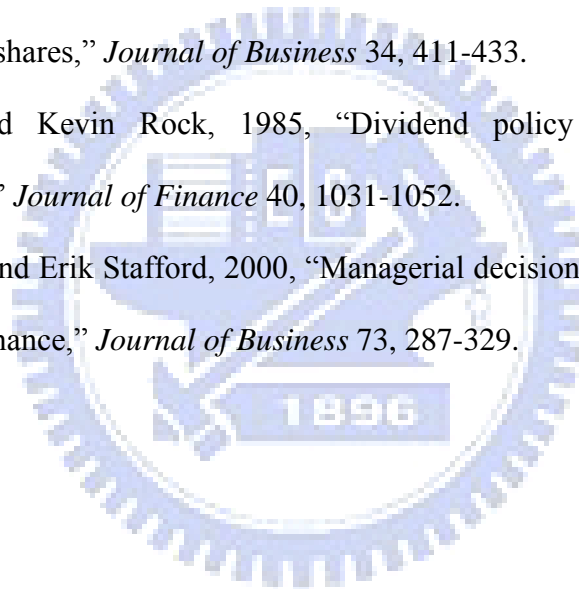 shares,” Journal of Business 34, 411-433.
d Kevin Rock, 1985, “Dividend policy
” Journal of Finance 40, 1031-1052.
nd Erik Stafford, 2000, “Managerial decision
nance,” Journal of Business 73, 287-329.
1896